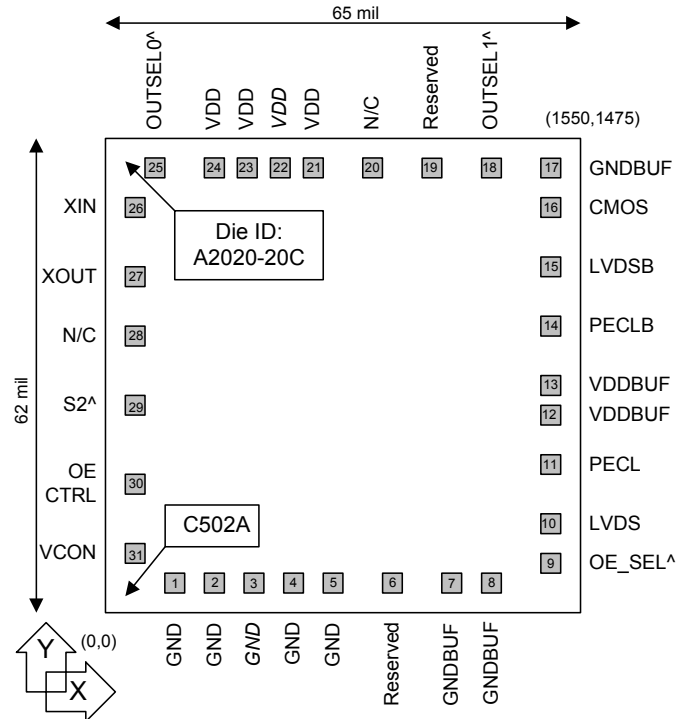 65 mil
OUTSEL0^
VDD
VDD
VDD
VDD
N/C
Reserved
OUTSEL1^
(1550,1475)
25
24
23
22
21
20
19
18
17
GNDBUF
XIN
26
16
CMOS
Die ID:
A2020-20C
XOUT
27
15
LVDSB
N/C
28
14
PECLB
62 mil
13
VDDBUF
S2^
29
12
VDDBUF
OE
CTRL
30
11
PECL
C502A
10
LVDS
VCON
31
9
OE_SEL^
1
2
3
4
5
6
7
8
GND
GND
GND
GND
GND
Reserved
GNDBUF
GNDBUF
(0,0)
Y
X